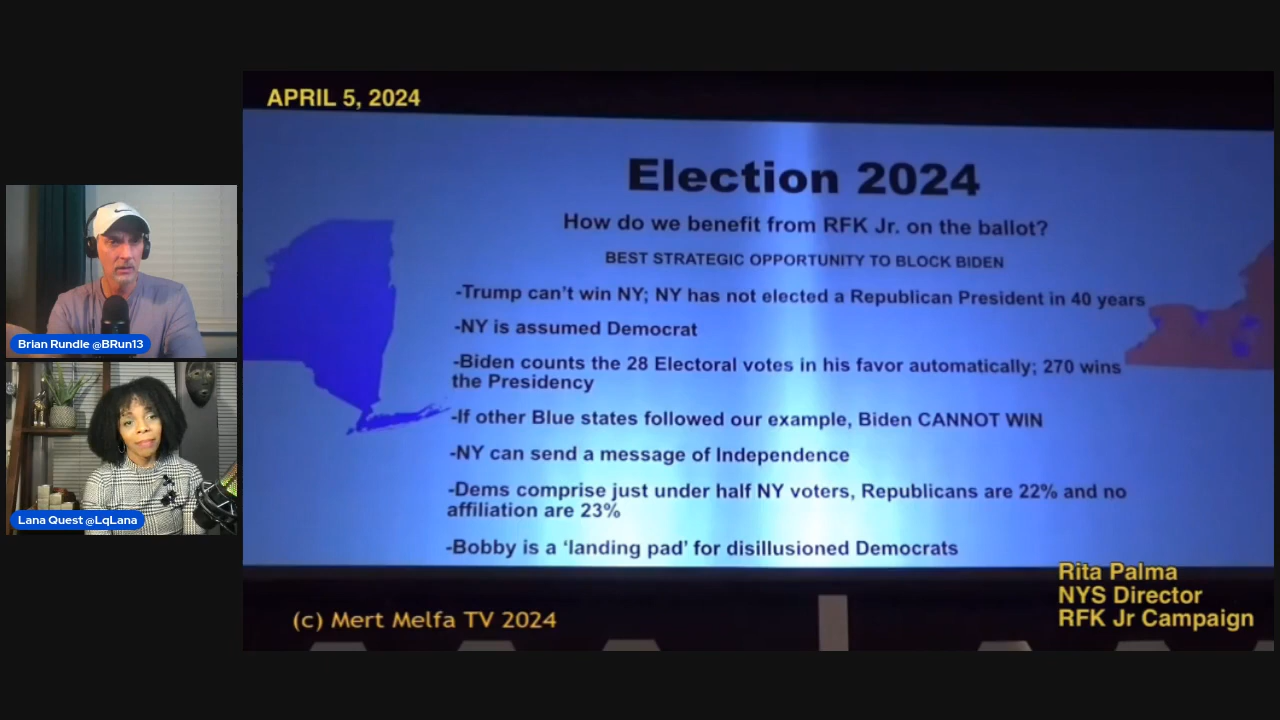 APRIL 5, 2024
Election 2024
How do we benefit from RFK Jr. on the ballot?
BEST STRATEGIC OPPORTUNITY TO BLOCK BIDEN
-Trump can't win NY; NY has not elected a Republican President in 40 years
-NY is assumed Democrat
-Biden counts the 28 Electoral votes in his favor automatically; 270 wins
the Presidency
-If other Blue states followed our example, Biden CANNOT WIN
-NY can send a message of Independence
-Dems comprise just under half NY voters, Republicans are 22% and no
affiliation are 23%
-Bobby is a ‘landing pad’ for disillusioned Democrats
Rita Palma
NYS Director
RFK Jr Campaign
(c) Mert Melfa TV 2024
Brian Rundle @BRun13
Lana Quest @LqLana